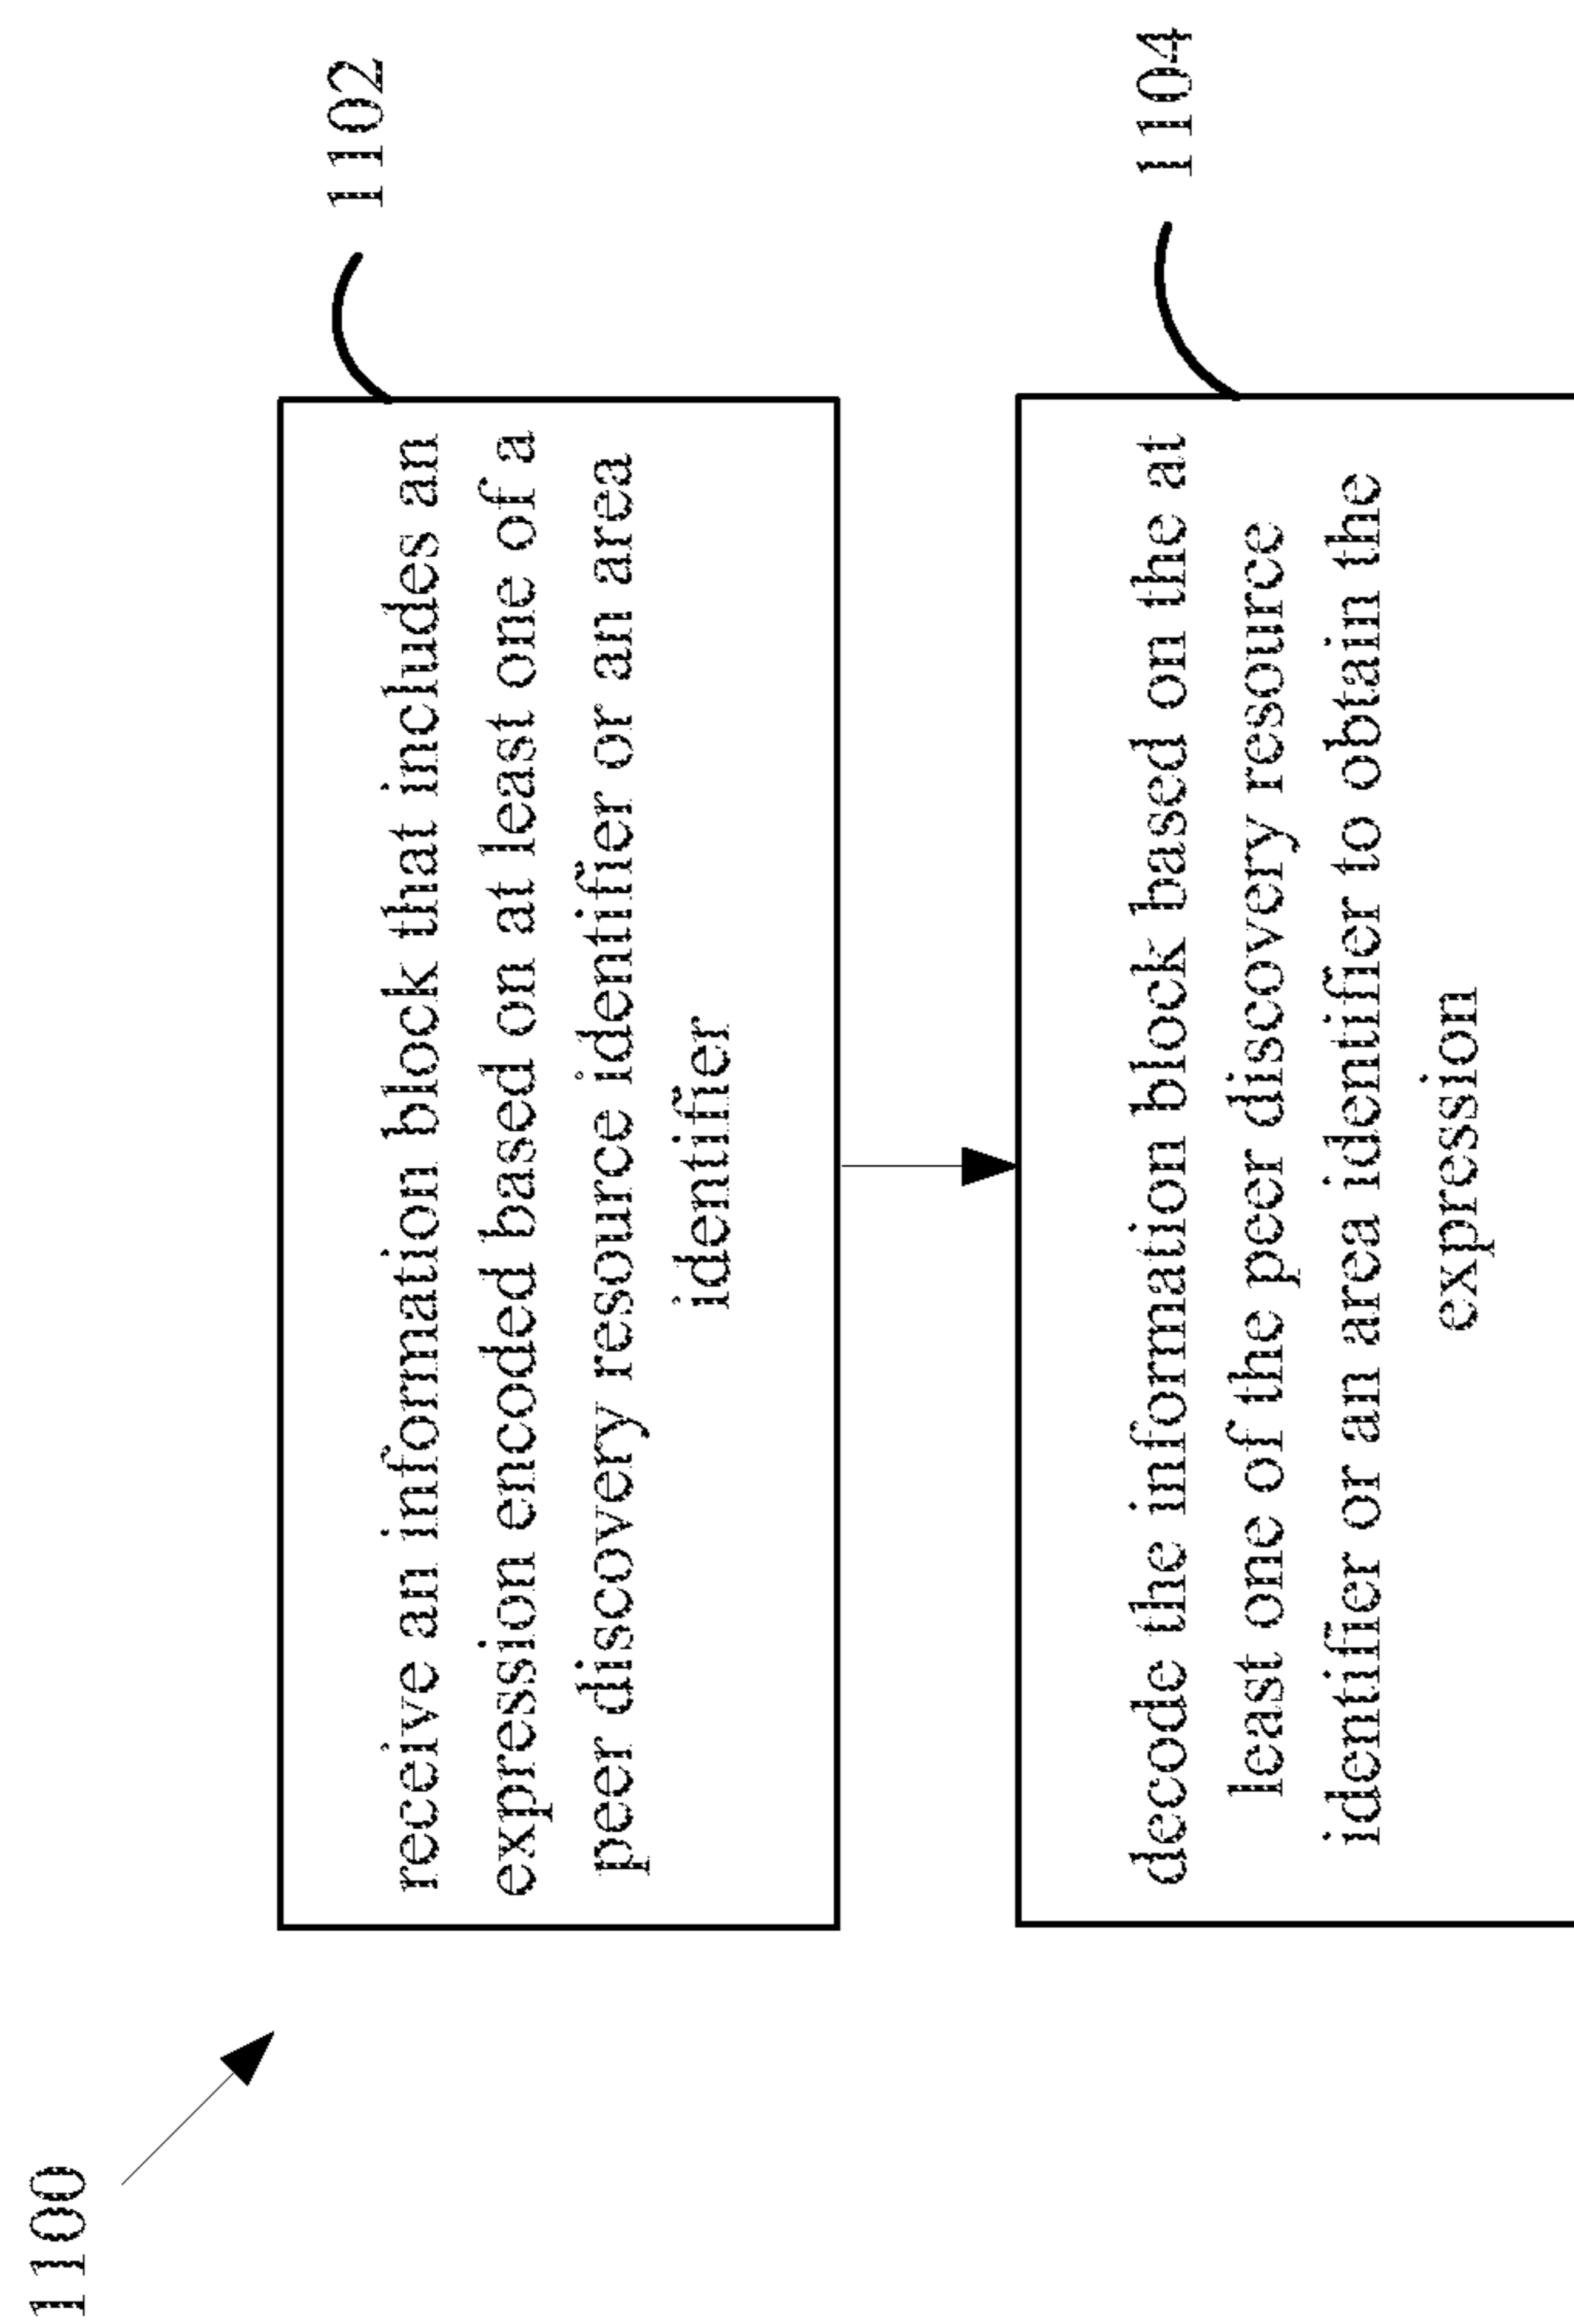 1100
1102
receive an information block that includes an
expression encoded based on at least one of a
peer discovery resource identifier or an area
identifier
1104
decode the information block based on the at
least one of the peer discovery resource
identifier or an area identifier to obtain the
expression